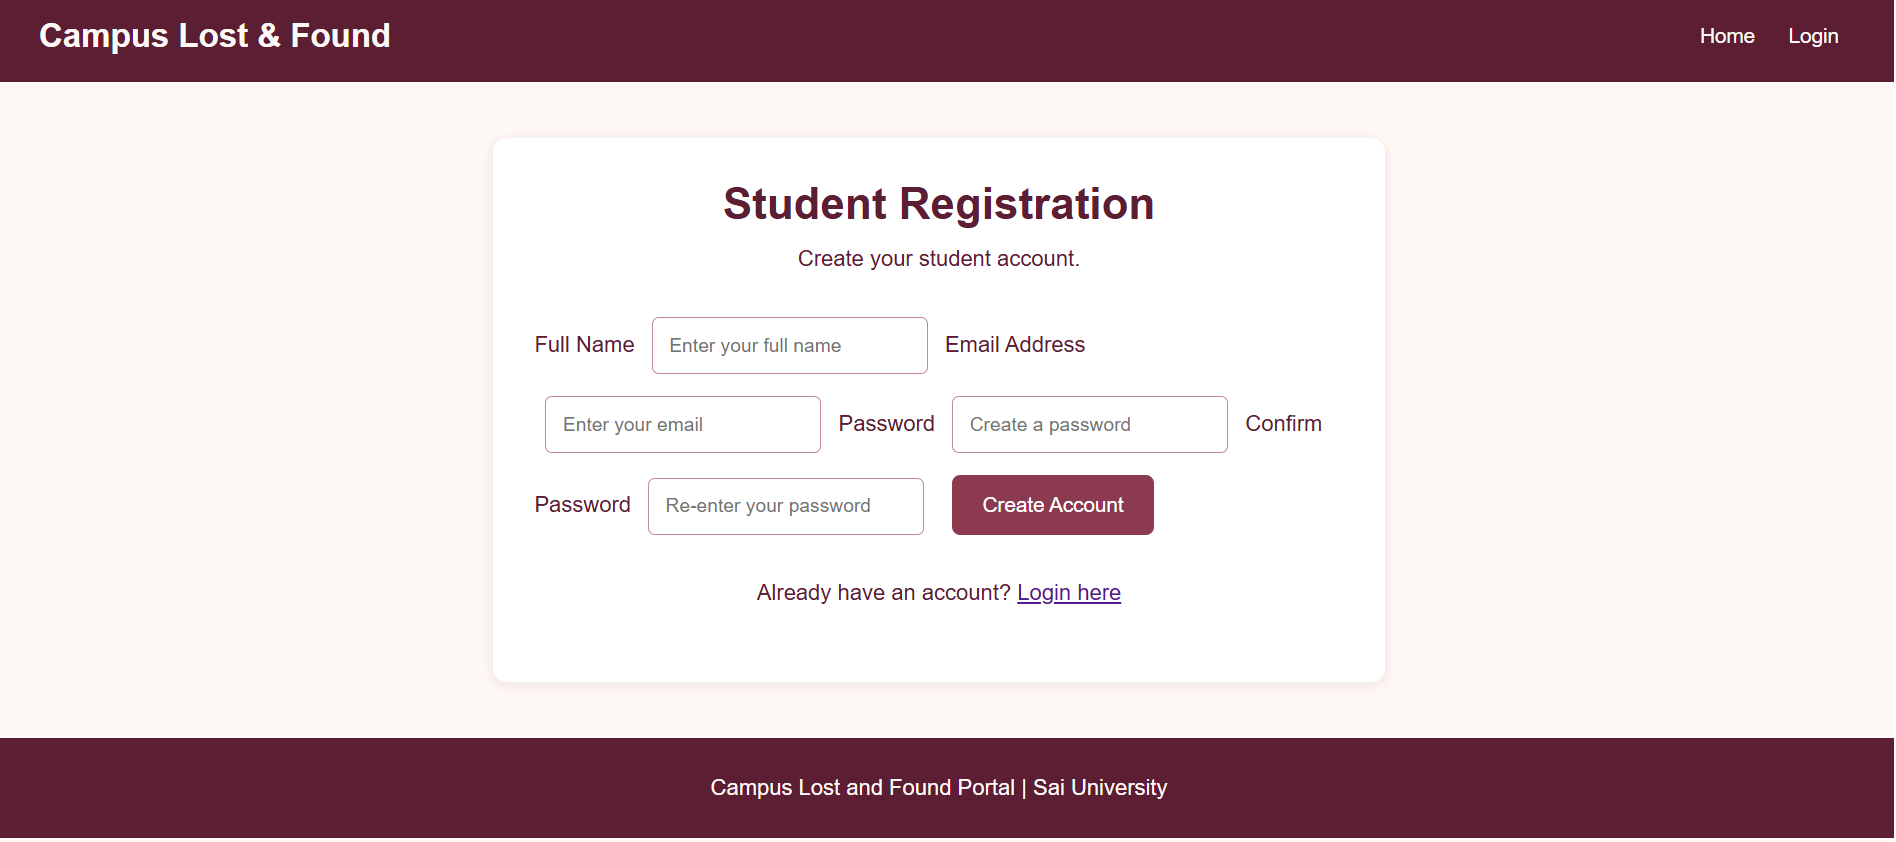 Campus Lost & Found Home Login
Student Registration
Create your student account.
Full Name Enter your full name Email Address
Enter your email Password Create a password Confirm
Password Re-enter your password Create Account
Already have an account? Login here
Campus Lost and Found Portal | Sai University